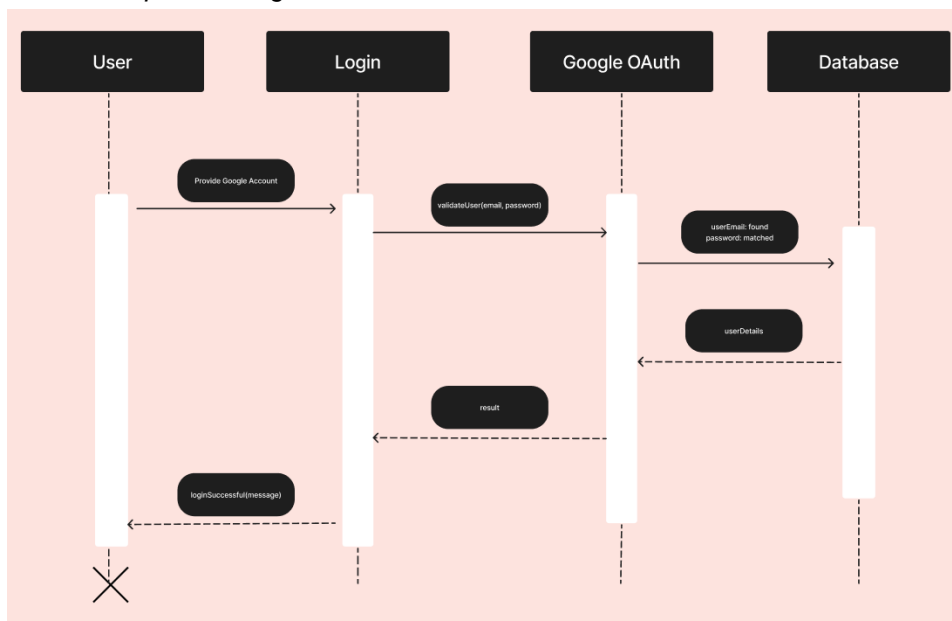 User
Login
Google OAuth
Database
Provide Google Account
validateUser(email, password)
userEmail: found
password: matched
userDetails
result
loginSuccessful(message)